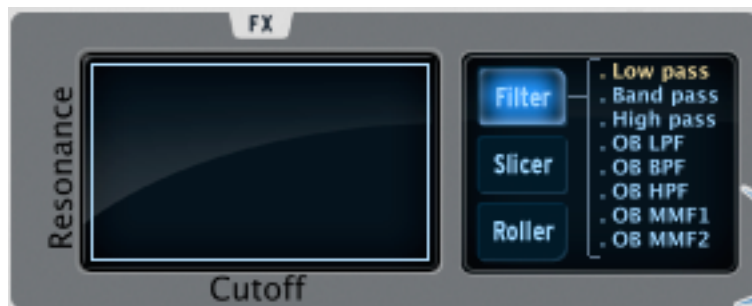 FX
Resonance
Cutoff
Filter
Slicer
Roller
. Low pass
. Band pass
. High pass
. OB LPF
. OB BPF
. OB HPF
. OB MMF1
. OB MMF2